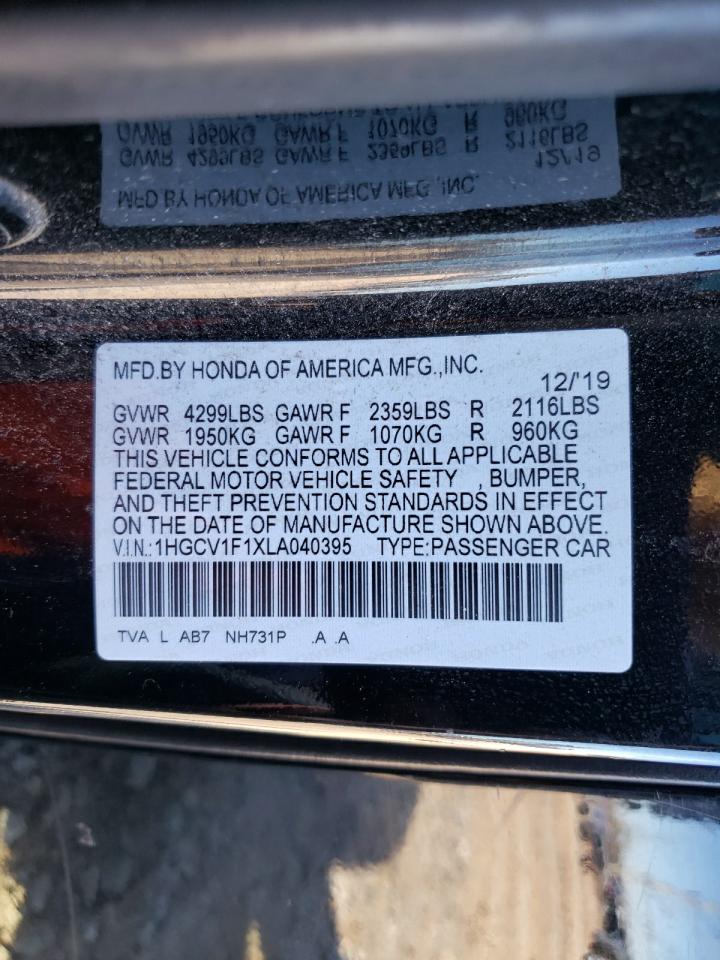 MFD.BY HONDA OF AMERICA MFG.,INC.
12/'19
GVWR 4299LBS GAWR F 2359LBS R 2116LBS
GVWR 1950KG GAWR F 1070KG R 960KG
THIS VEHICLE CONFORMS TO ALL APPLICABLE
FEDERAL MOTOR VEHICLE SAFETY , BUMPER,
AND THEFT PREVENTION STANDARDS IN EFFECT
ON THE DATE OF MANUFACTURE SHOWN ABOVE.
V.I.N.:1HGCV1F1XLA040395 TYPE:PASSENGER CAR
TVA L AB7 NH731P .A .A